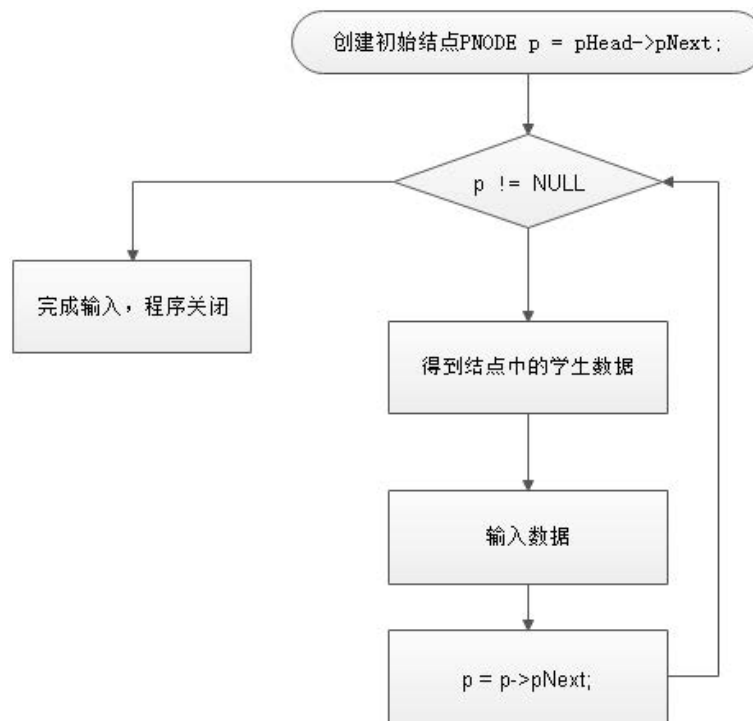 创建初始结点PNODE p = pHead->pNext;
p != NULL
完成输入，程序关闭
得到结点中的学生数据
输入数据
p = p->pNext;